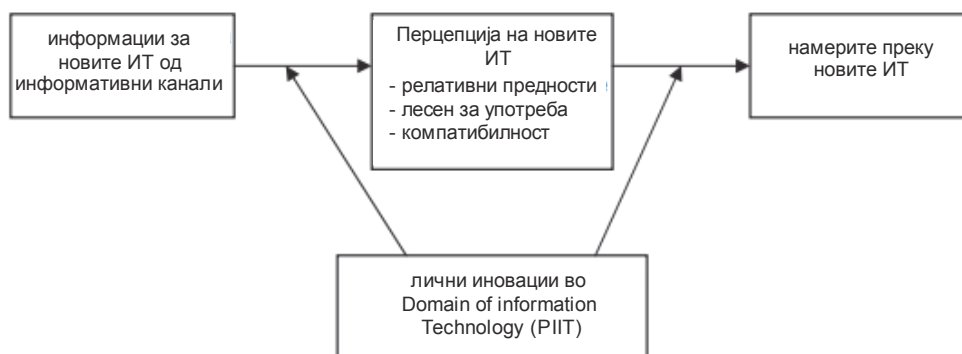 информации за
новите ИТ од
информативни канали
Перцепција на новите
ИТ
- релативни предности
- лесен за употреба
- компатибилност
намерите преку
новите ИТ
лични иновации во
Domain of information
Technology (PIIT)